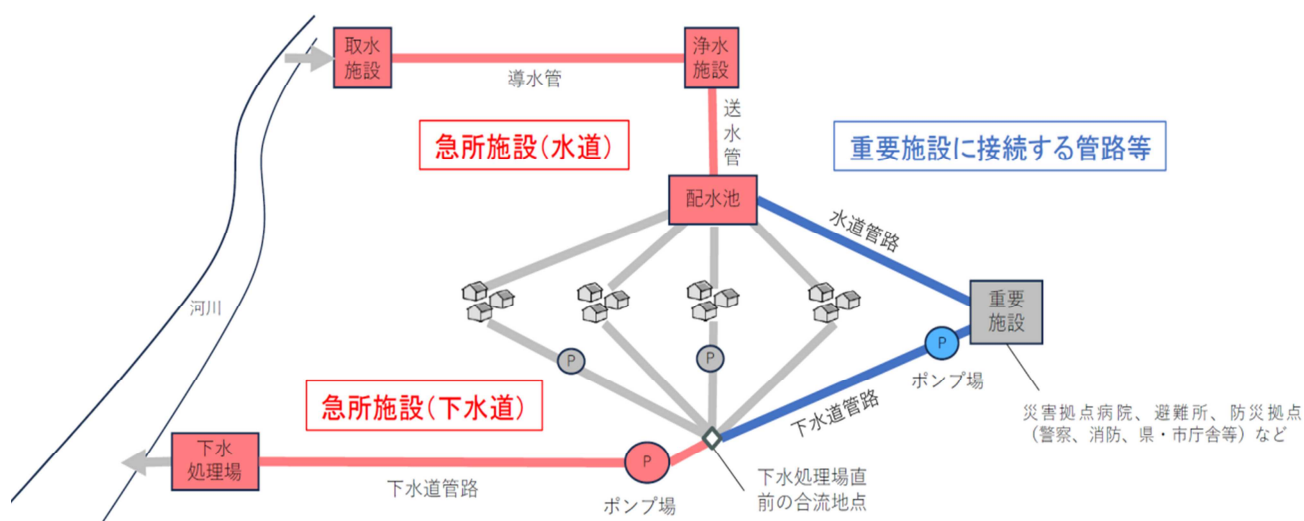 取水
施設
導水管
浄水
施設
送水管
急所施設(水道)
重要施設に接続する管路等
配水池
水道管路
河川
重要
施設
P
P
P
ポンプ場
急所施設(下水道)
下水道管路
災害拠点病院、避難所、防災拠点
(警察、消防、県・市庁舎等)など
下水
処理場
P
下水道管路
ポンプ場
下水処理場直
前の合流地点